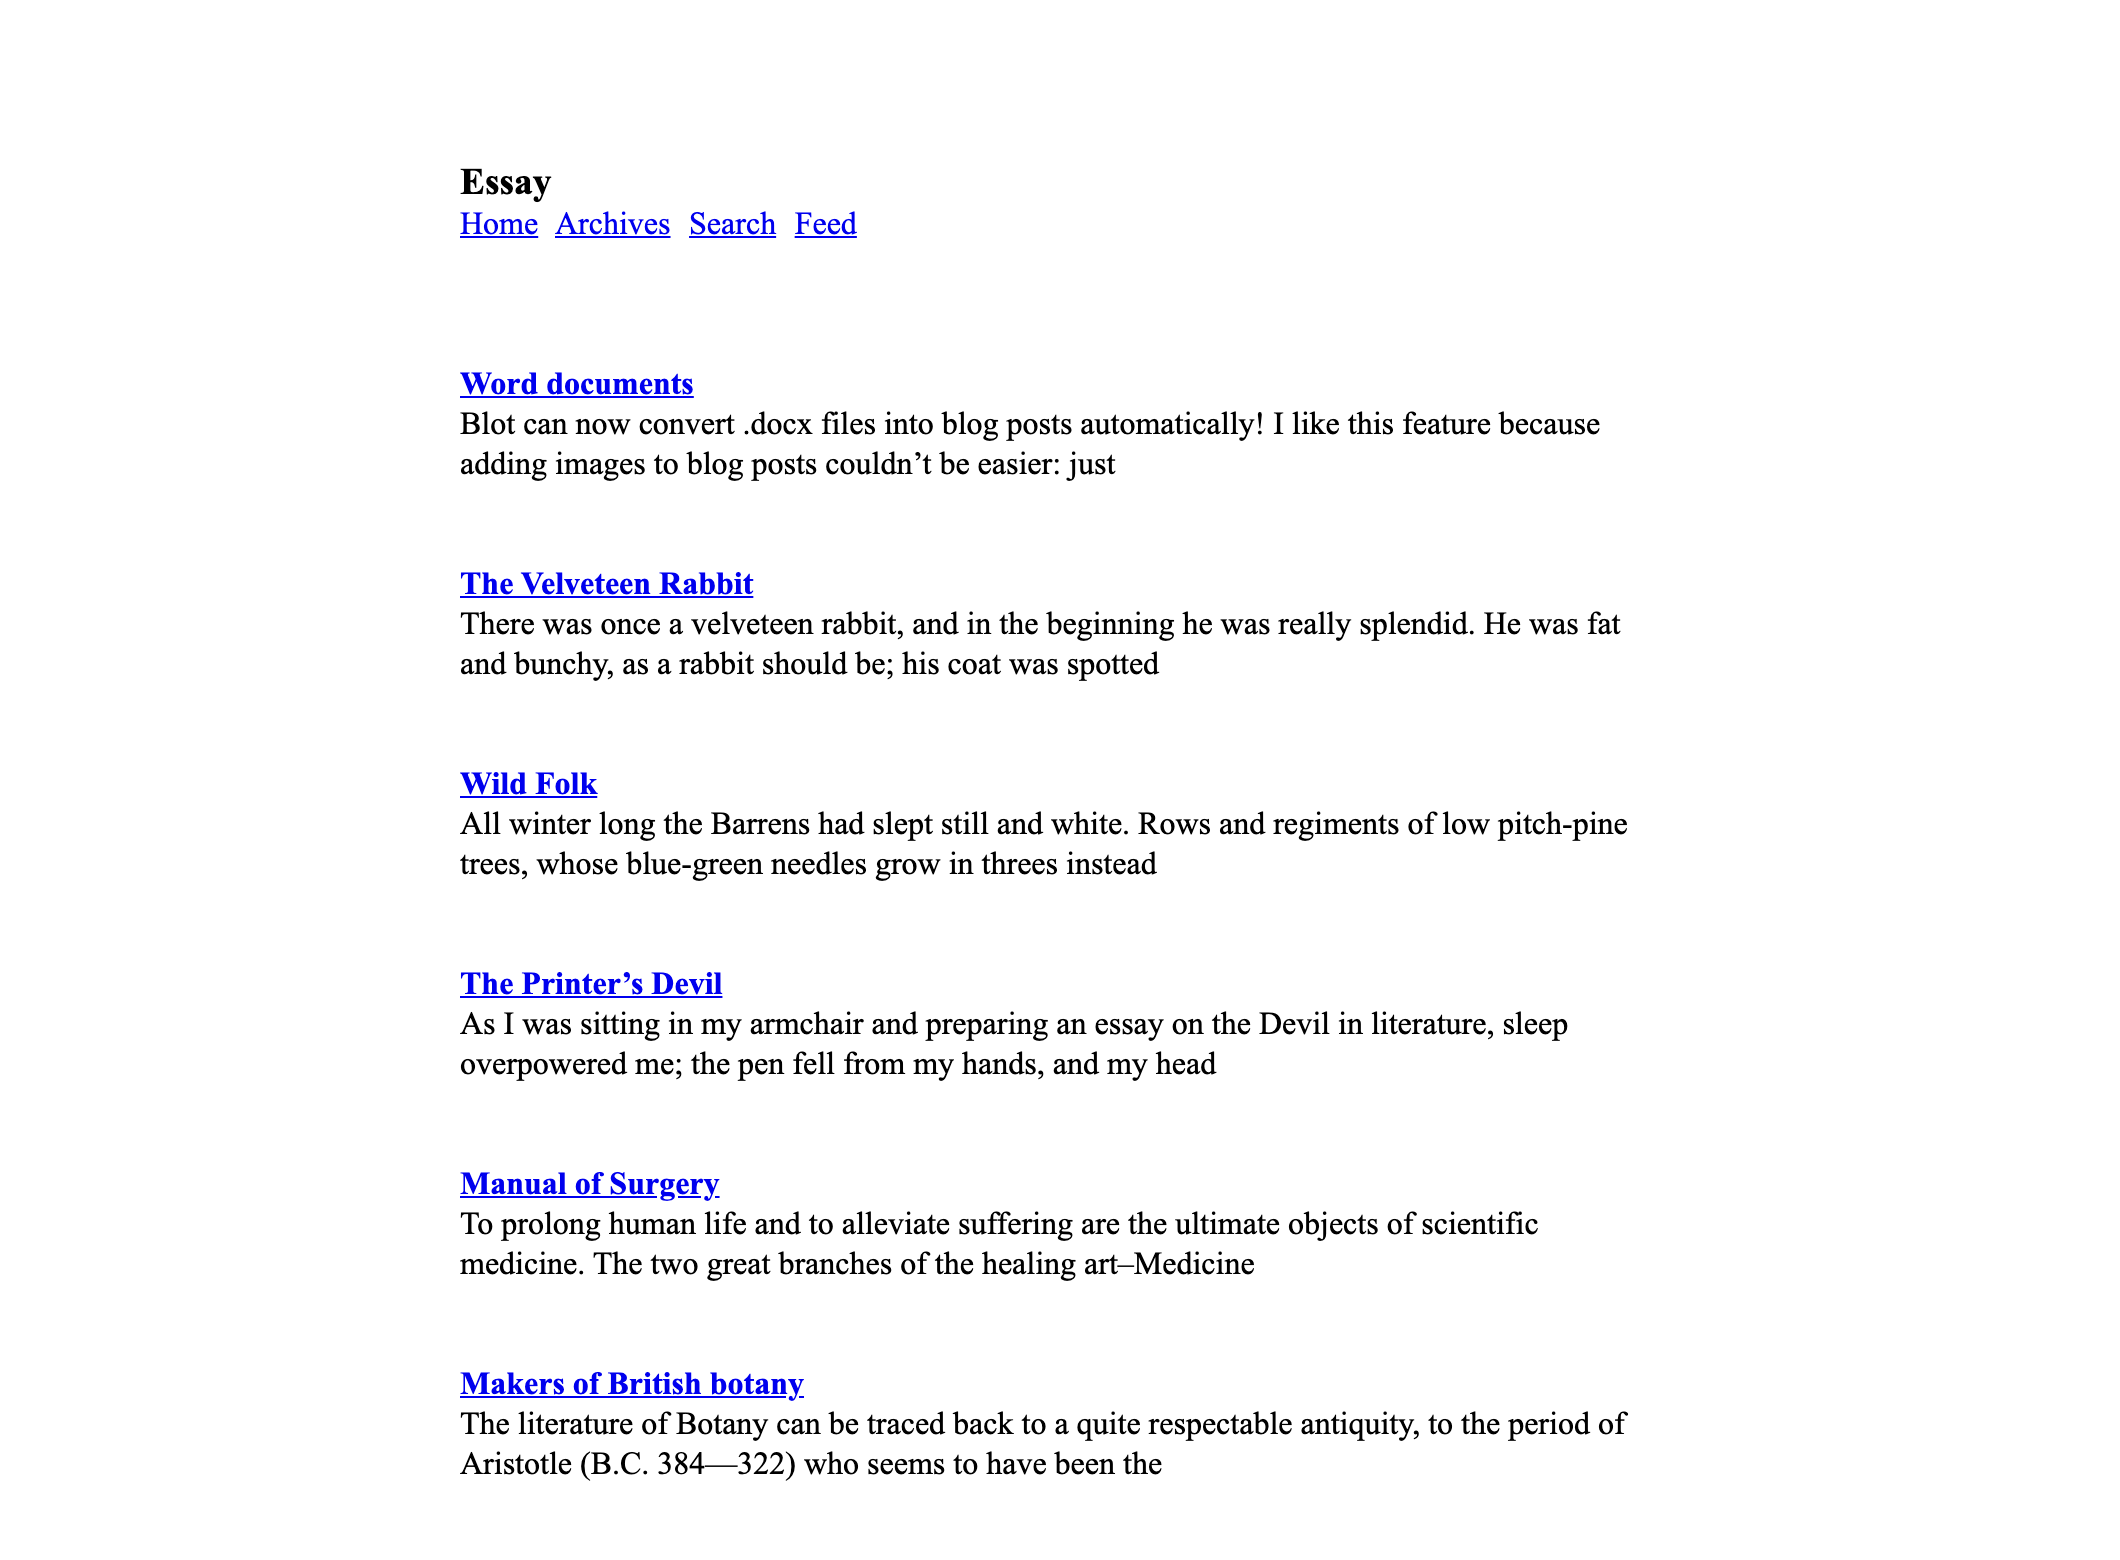 Essay
Home Archives Search Feed
Word documents
Blot can now convert .docx files into blog posts automatically! I like this feature because
adding images to blog posts couldn’t be easier: just
The Velveteen Rabbit
There was once a velveteen rabbit, and in the beginning he was really splendid. He was fat
and bunchy, as a rabbit should be; his coat was spotted
Wild Folk
All winter long the Barrens had slept still and white. Rows and regiments of low pitch-pine
trees, whose blue-green needles grow in threes instead
The Printer’s Devil
As I was sitting in my armchair and preparing an essay on the Devil in literature, sleep
overpowered me; the pen fell from my hands, and my head
Manual of Surgery
To prolong human life and to alleviate suffering are the ultimate objects of scientific
medicine. The two great branches of the healing art–Medicine
Makers of British botany
The literature of Botany can be traced back to a quite respectable antiquity, to the period of
Aristotle (B.C. 384—322) who seems to have been the